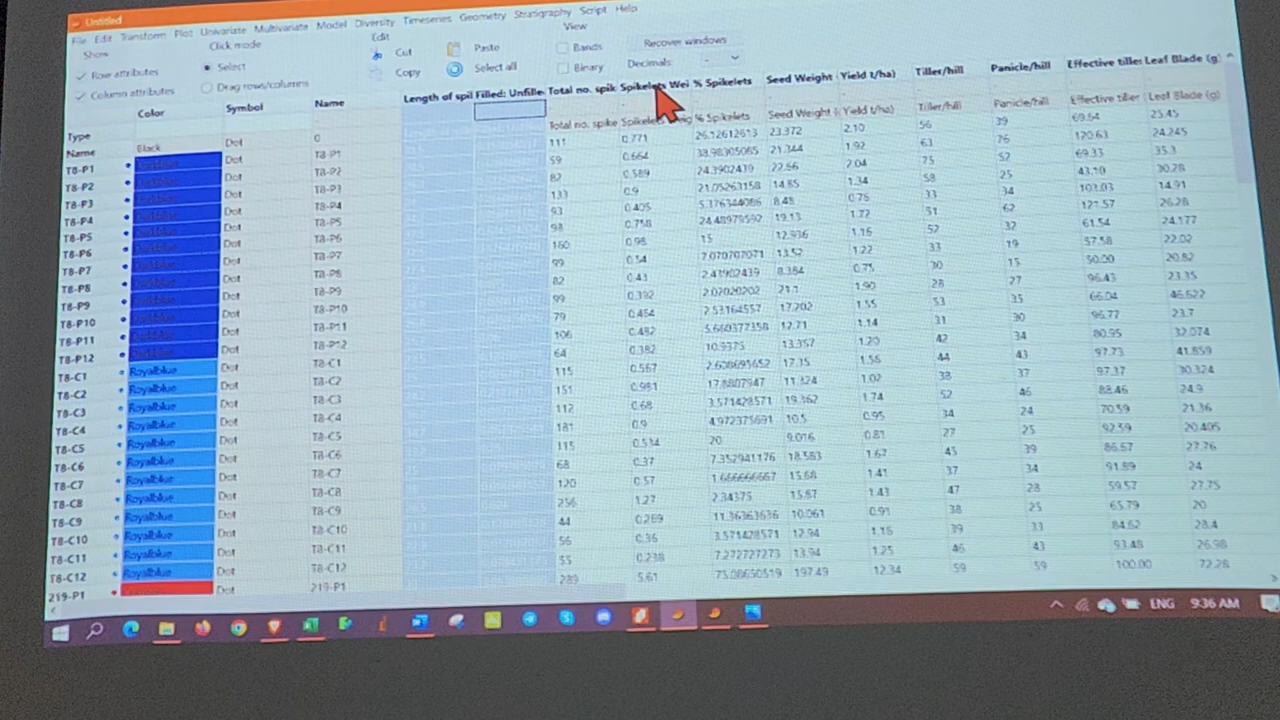 Untitled
File Edit Transform Plot Univariate Multivariate Model Diversity Timeseries Geometry Stratigraphy Script Help
Show Click mode Edit View
Row attributes Select Cut Paste Bands Recover windows
Column attributes Drag rows/columns Copy Select all Binary Decimals: -
Color Symbol Name Length of spil Filled: Unfille Total no. spik Spikelets Wei % Spikelets Seed Weight Yield t/ha) Tiller/hill Panicle/hill Effective tiller Leaf Blade (g)
Type
Name Total no. spike % Spikelets Seed Weight Yield t/ha) Tiller/hill Panicle/hill Effective tiller Leaf Blade (g)
Black Dot 0
T8-P1 Dot T8-P1 111 0.771 26.12612613 23.372 2.10 56 39 69.64 25.45
T8-P2 Dot T8-P2 59 0.664 38.98305085 21.344 1.92 63 76 120.63 24.245
T8-P3 Dot T8-P3 82 0.589 24.3902439 22.66 2.04 75 52 69.33 35.3
T8-P4 Dot T8-P4 133 0.9 21.05263158 14.85 1.34 58 25 43.10 30.28
T8-P5 Dot T8-P5 93 0.405 5.376344086 8.48 0.76 33 34 103.03 14.91
T8-P6 Dot T8-P6 98 0.758 24.48979592 19.13 1.72 51 62 121.57 26.28
T8-P7 Dot T8-P7 160 0.98 15 12.936 1.16 52 32 61.54 24.177
T8-P8 Dot T8-P8 99 0.54 7.070707071 13.52 1.22 33 19 57.58 22.02
T8-P9 Dot T8-P9 82 0.41 2.43902439 8.384 0.75 30 15 50.00 20.82
T8-P10 Dot T8-P10 99 0.392 2.02020202 21.1 1.90 28 27 96.43 23.35
T8-P11 Dot T8-P11 79 0.464 2.53164557 17.202 1.55 53 35 66.04 46.622
T8-P12 Dot T8-P12 106 0.482 5.660377358 12.71 1.14 31 30 96.77 23.7
T8-C1 Royalblue Dot T8-C1 64 0.382 10.9375 13.357 1.20 42 34 80.95 32.074
T8-C2 Royalblue Dot T8-C2 115 0.567 2.608695652 17.35 1.56 44 43 97.73 41.859
T8-C3 Royalblue Dot T8-C3 151 0.981 17.8807947 11.324 1.02 38 37 97.37 30.324
T8-C4 Royalblue Dot T8-C4 112 0.68 3.571428571 19.362 1.74 52 46 88.46 24.9
T8-C5 Royalblue Dot T8-C5 181 0.9 4.972375691 10.5 0.95 34 24 70.59 21.36
T8-C6 Royalblue Dot T8-C6 115 0.534 20 9.016 0.81 27 25 92.59 20.405
T8-C7 Royalblue Dot T8-C7 68 0.37 7.352941176 18.583 1.67 45 39 86.67 27.76
T8-C8 Royalblue Dot T8-C8 120 0.57 1.666666667 15.68 1.41 37 34 91.89 24
T8-C9 Royalblue Dot T8-C9 256 1.27 2.34375 15.87 1.43 47 28 59.57 27.75
T8-C10 Royalblue Dot T8-C10 44 0.269 11.36363636 10.061 0.91 38 25 65.79 20
T8-C11 Royalblue Dot T8-C11 56 0.36 3.571428571 12.94 1.16 39 33 84.62 28.4
T8-C12 Royalblue Dot T8-C12 55 0.238 7.272727273 13.94 1.25 46 43 93.48 26.98
219-P1 Dot 219-P1 289 5.61 75.08650519 197.49 12.34 59 59 100.00 72.28
ENG 9:36 AM